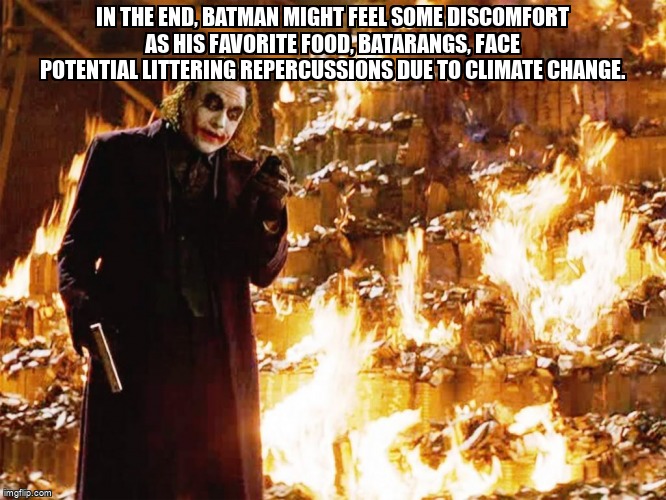 IN THE END, BATMAN MIGHT FEEL SOME DISCOMFORT
AS HIS FAVORITE FOOD, BATARANGS, FACE
POTENTIAL LITTERING REPERCUSSIONS DUE TO CLIMATE CHANGE.
imgflip.com